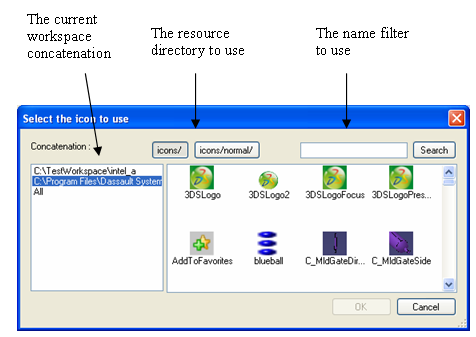 The current
workspace
concatenation
The resource
directory to use
The name filter
to use
Select the icon to use
Concatenation :
icons/
icons/normal/
Search
C:\TestWorkspace\intel_a
C:\Program Files\Dassault System
All
3DSLogo
3DSLogo2
3DSLogoFocus
3DSLogoPres...
AddToFavorites
blueball
C_MldGateDir...
C_MldGateSide
OK
Cancel